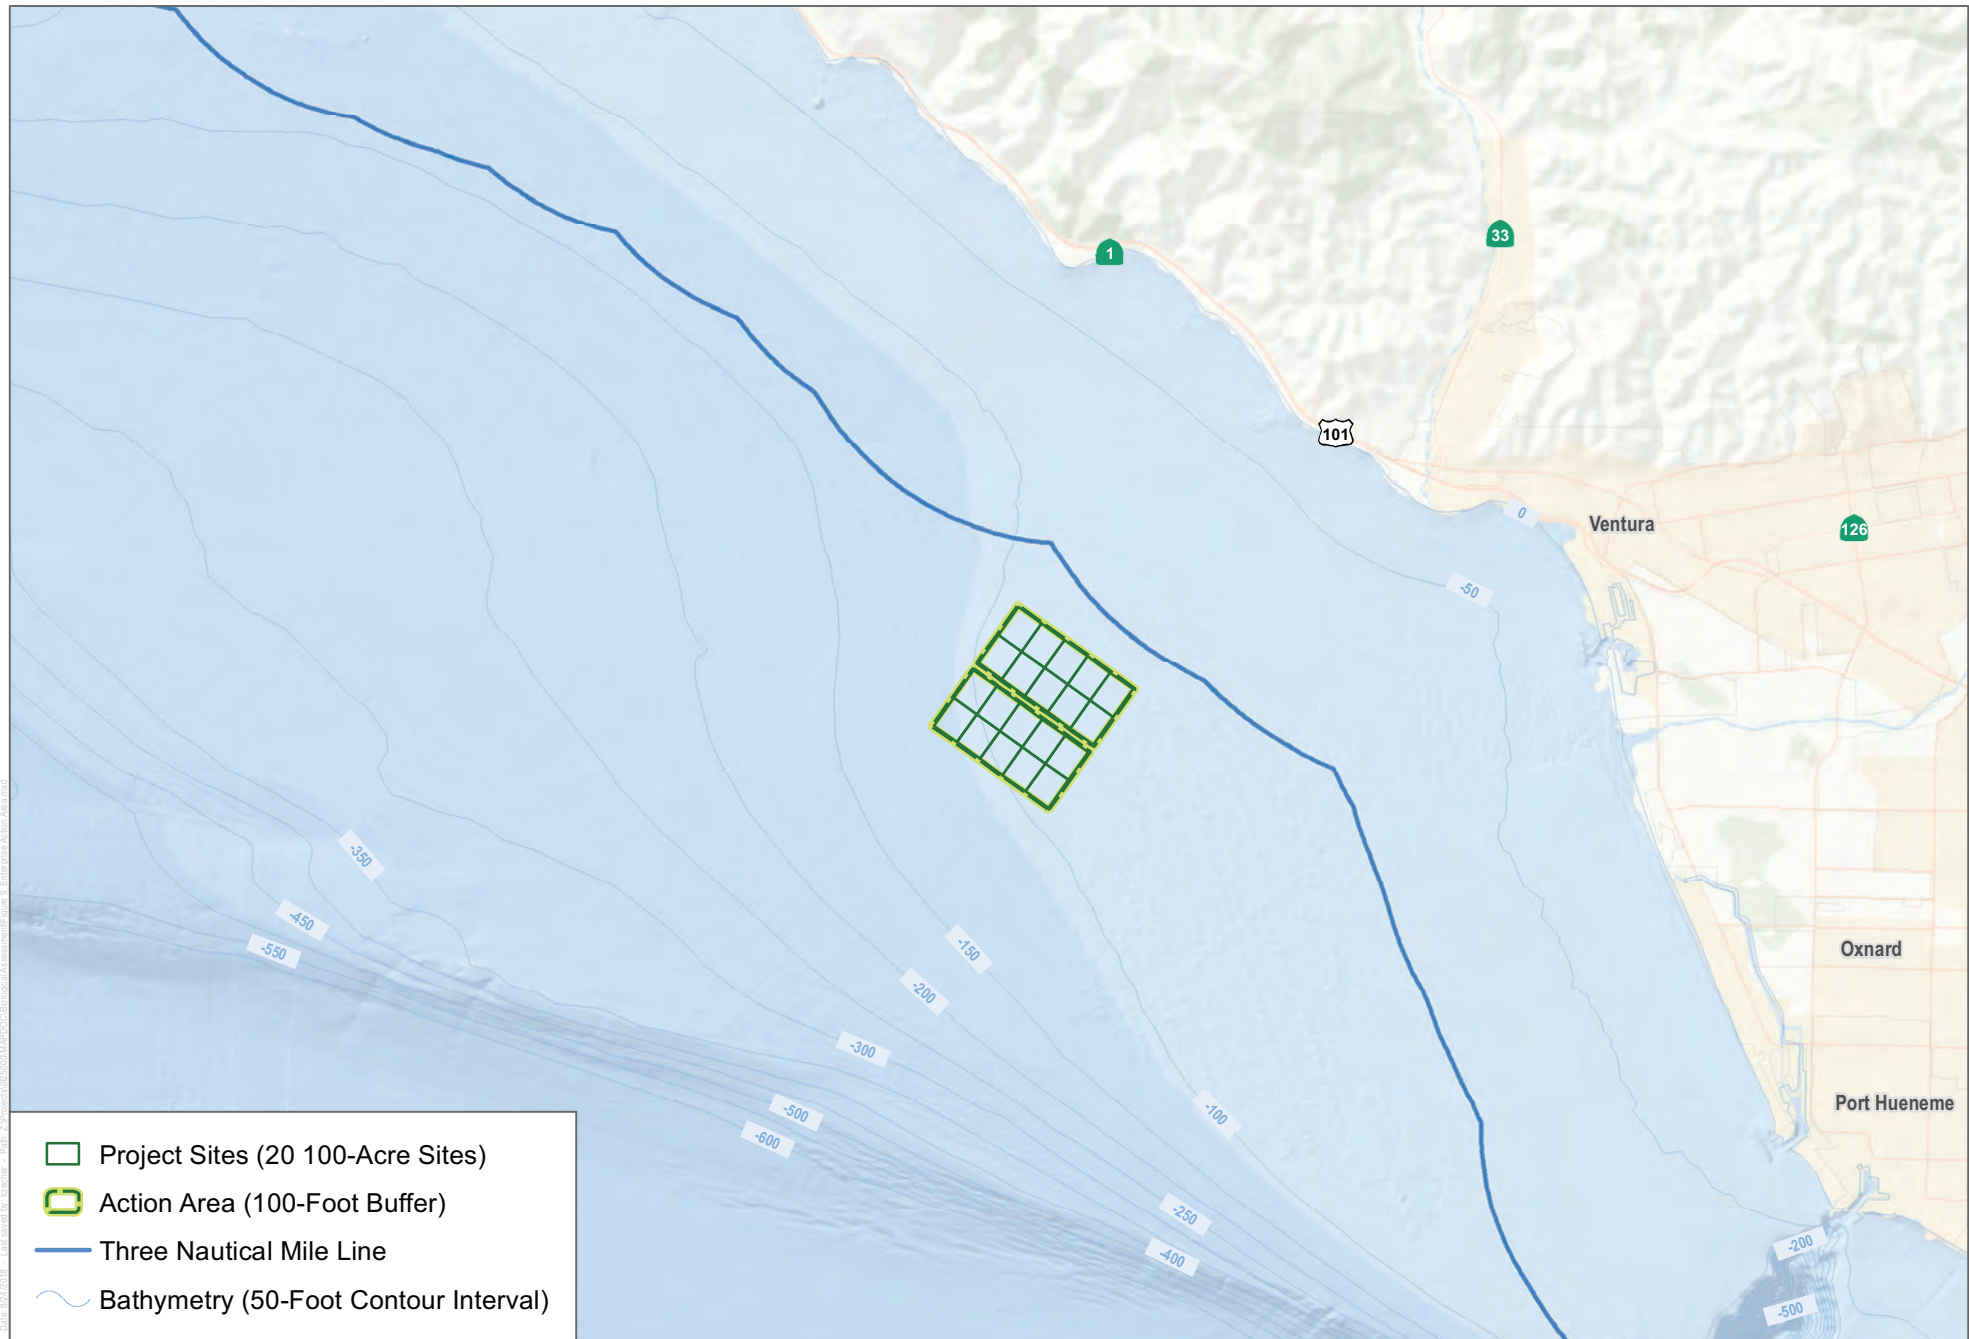 33
1
101
0
Ventura
126
-50
-350
-450
-550
-150
Oxnard
-200
-300
-500
-600
-100
Port Hueneme
-250
-400
-200
-500
Project Sites (20 100-Acre Sites)
Action Area (100-Foot Buffer)
Three Nautical Mile Line
Bathymetry (50-Foot Contour Interval)